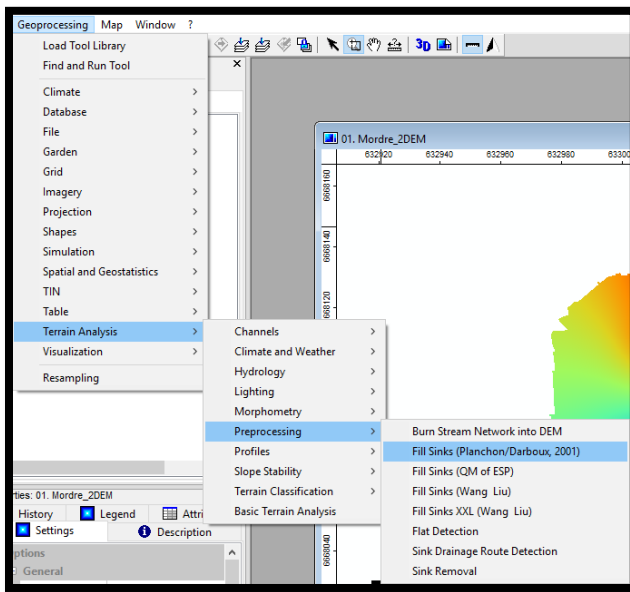 Geoprocessing Map Window ?
Load Tool Library
Find and Run Tool
Climate
Database
File
Garden
Grid
Imagery
Projection
Shapes
Simulation
Spatial and Geostatistics
TIN
Table
Terrain Analysis
Visualization
Resampling
Channels
Climate and Weather
Hydrology
Lighting
Morphometry
Preprocessing
Profiles
Slope Stability
Terrain Classification
Basic Terrain Analysis
Burn Stream Network into DEM
Fill Sinks (Planchon/Darboux, 2001)
Fill Sinks (QM of ESP)
Fill Sinks (Wang Liu)
Fill Sinks XXL (Wang Liu)
Flat Detection
Sink Drainage Route Detection
Sink Removal
3D
01. Mordre_2DEM
632920 632940 632960 632980 63300
6668160
6668140
6668120
6668040
ties: 01. Mordre_2DEM
History Legend Attri
Settings Description
ptions
General